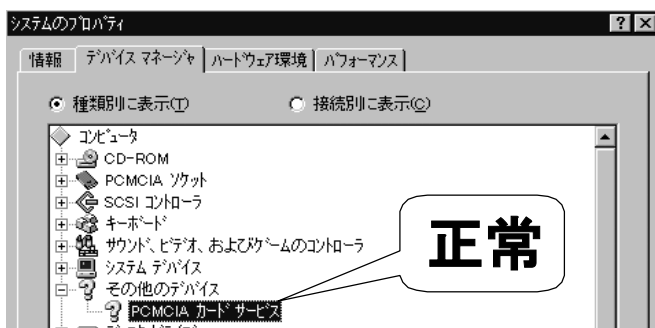 システムのプロパティ
情報 デバイス マネージャ ハードウェア環境 パフォーマンス
種類別に表示(T) 接続別に表示(C)
コンピュータ
CD-ROM
PCMCIA ソケット
SCSI コントローラ
キーボード
サウンド、ビデオ、およびゲームのコントローラ
システム デバイス
その他のデバイス
PCMCIA カード サービス
正常